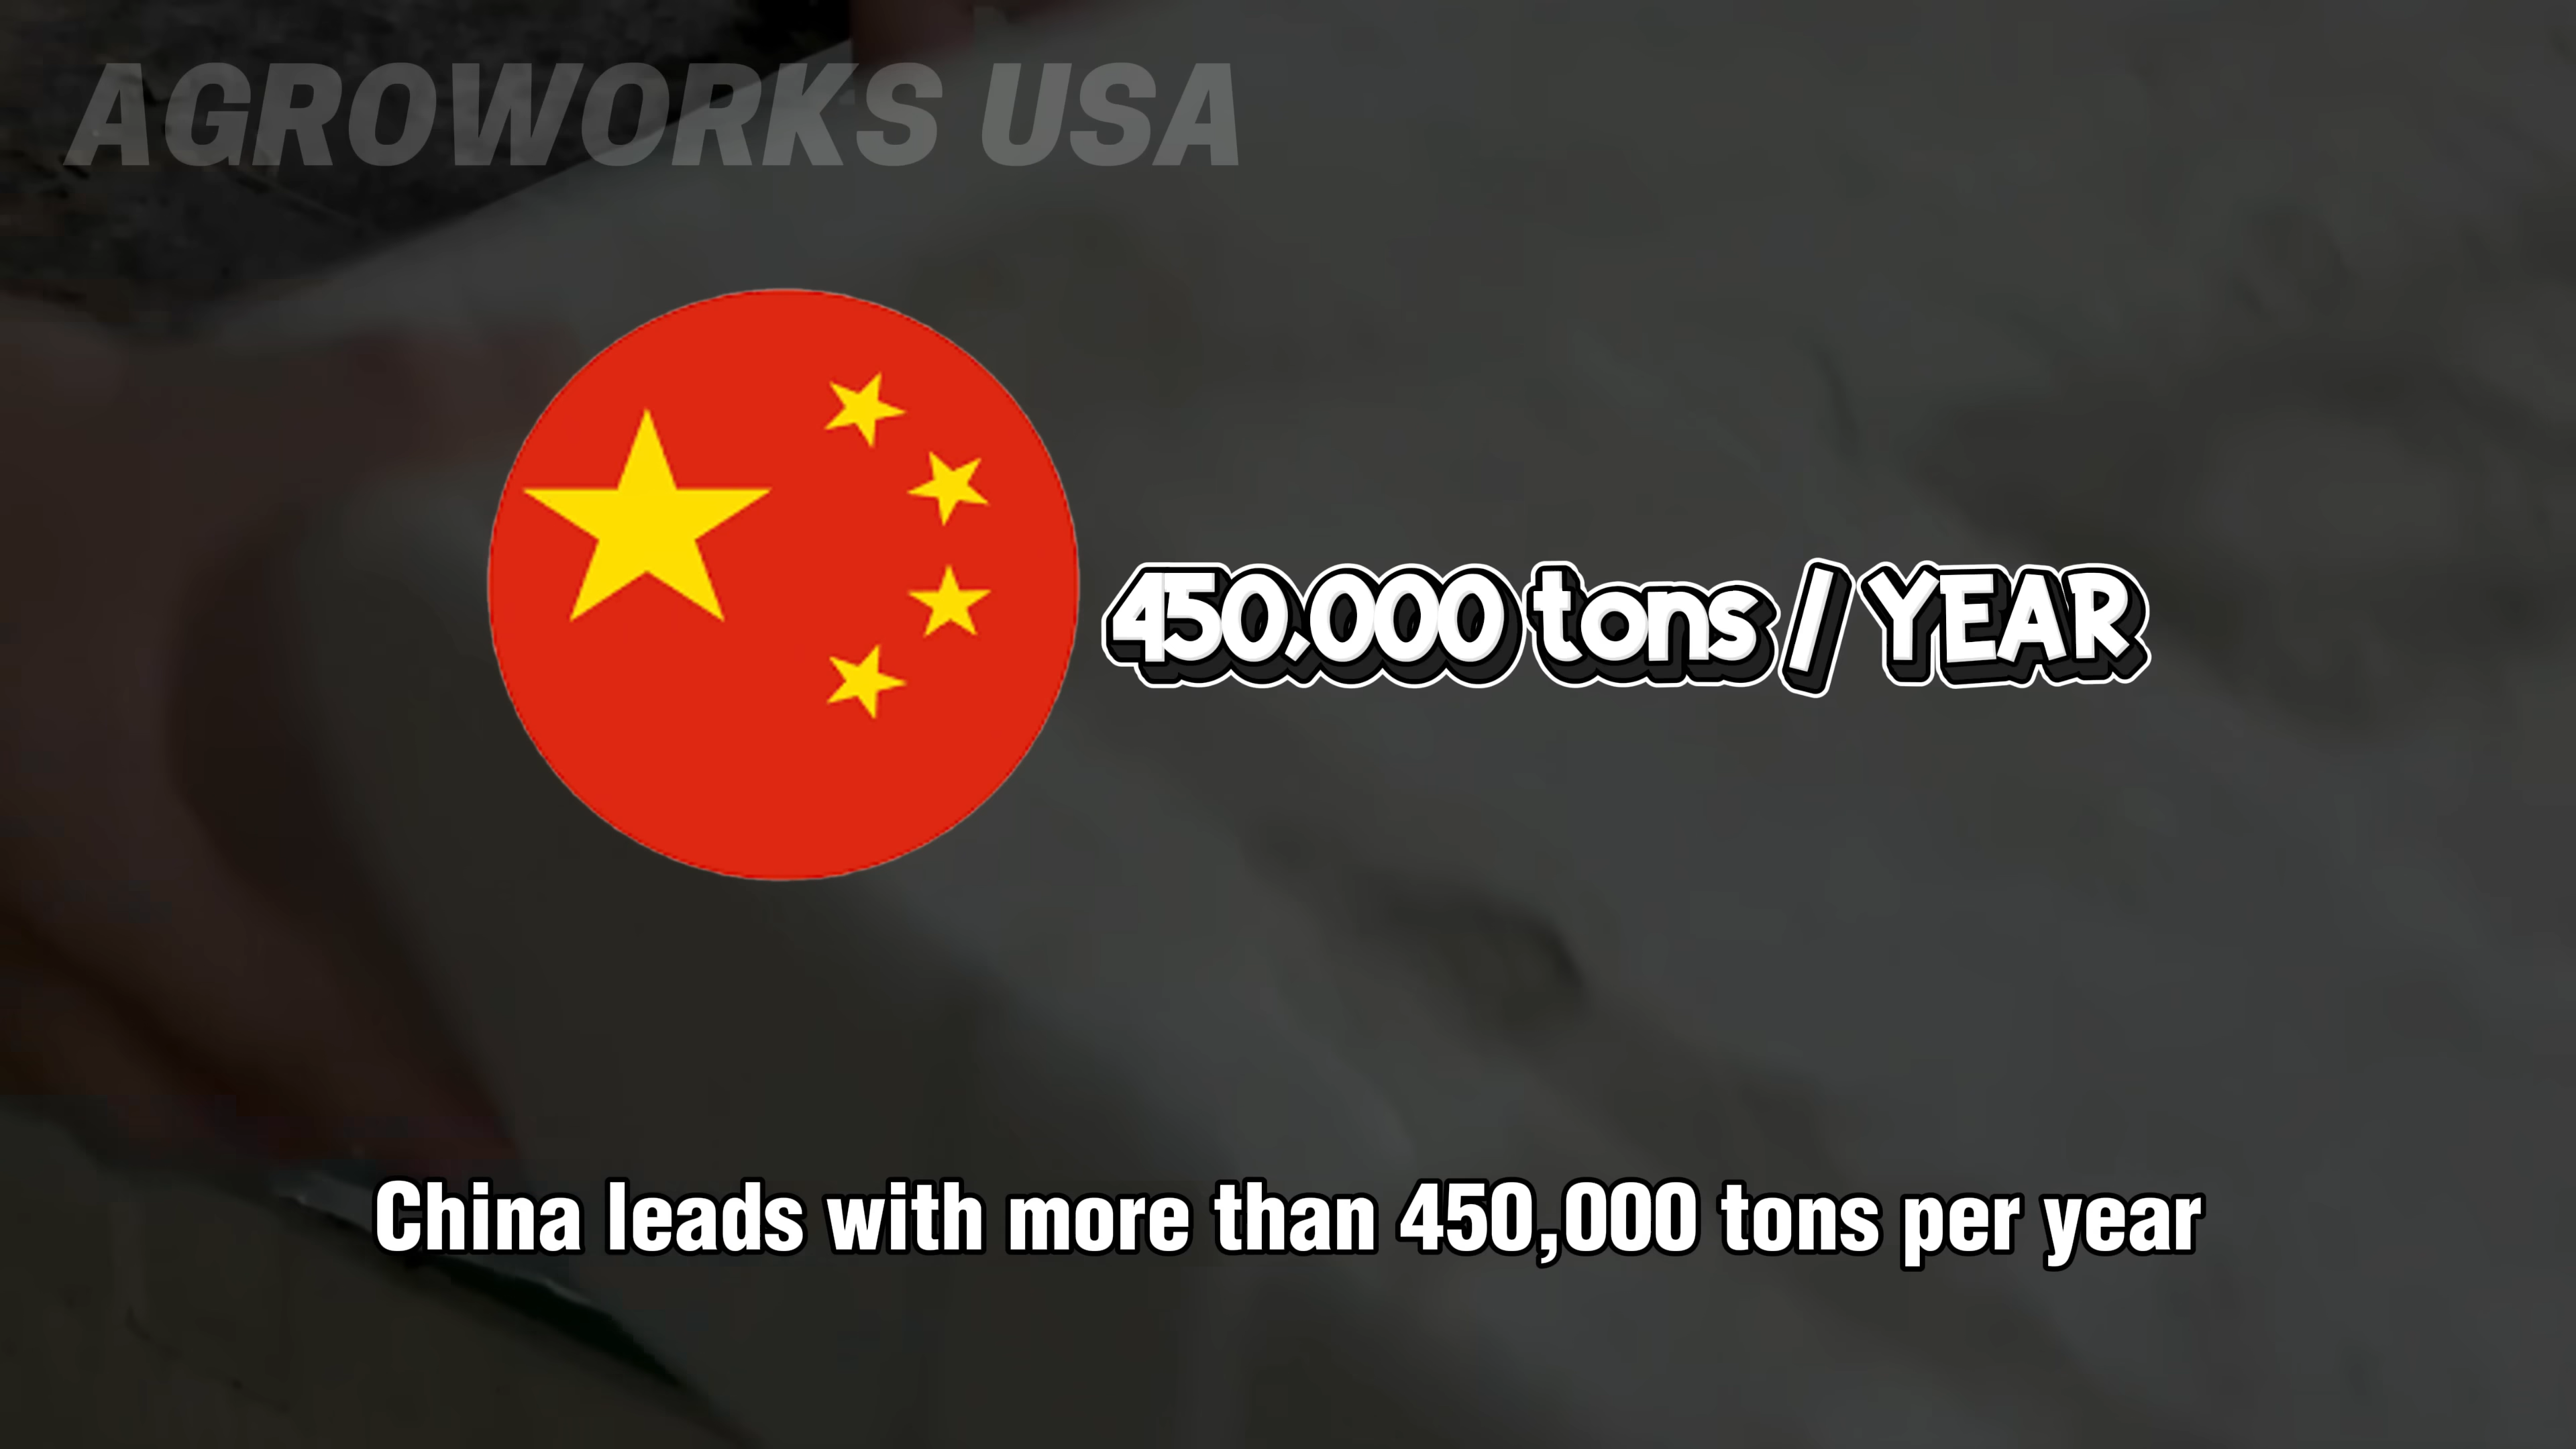 AGROWORKS USA
450,000 tons / YEAR
China leads with more than 450,000 tons per year